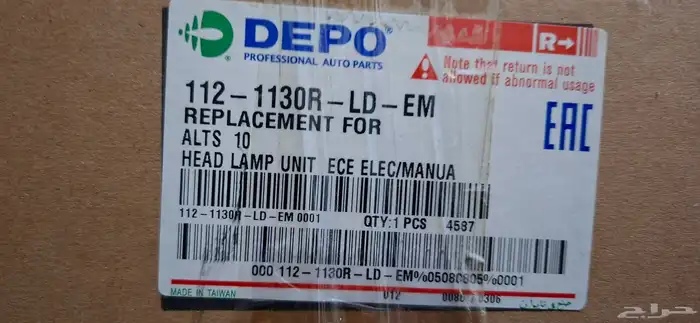 DEPO
PROFESSIONAL AUTO PARTS
R→
Note that return is not
allowed if abnormal usage
112-1130R-LD-EM
REPLACEMENT FOR
ALTS 10
HEAD LAMP UNIT ECE ELEC/MANUA
EAC
112-1130R-LD-EM 0001 QTY:1 PCS 4587
000 112-1130R-LD-EM%05080805%0001
MADE IN TAIWAN
حراج